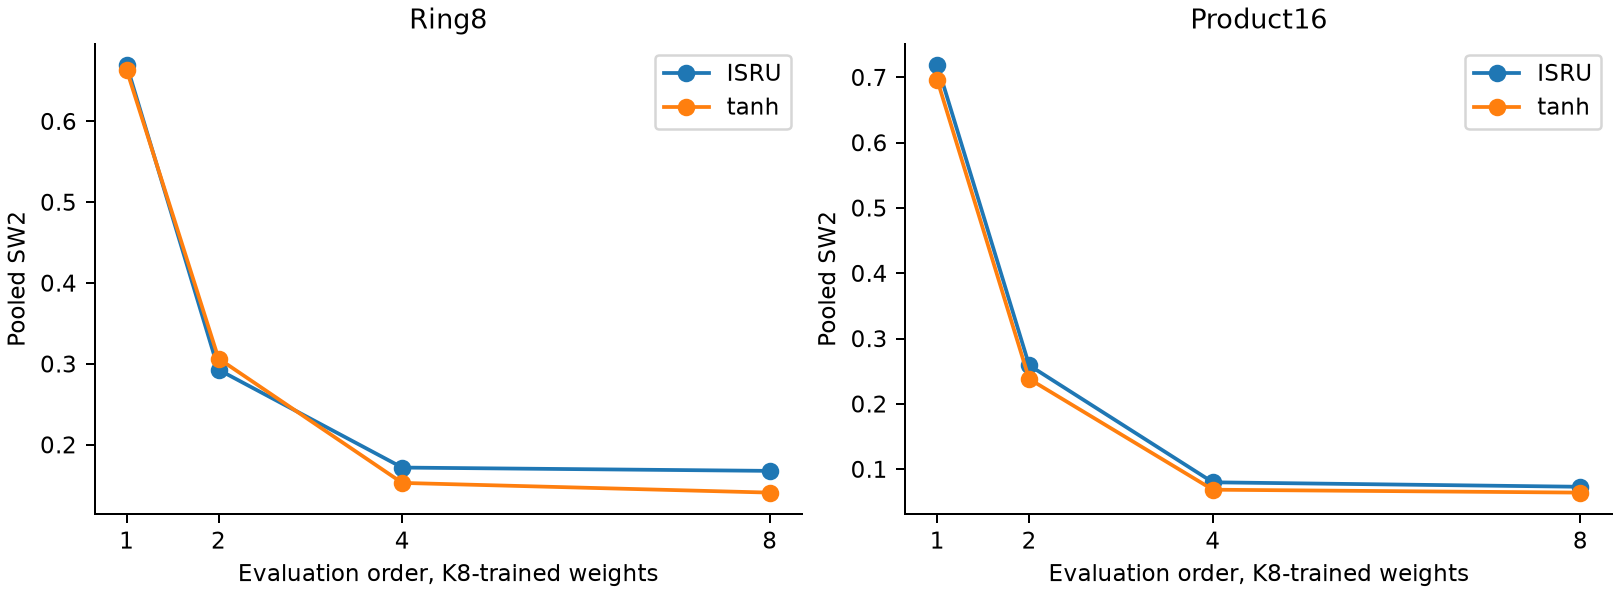 Ring8
ISRU
tanh
Pooled SW2
0.6
0.5
0.4
0.3
0.2
1 2 4 8
Evaluation order, K8-trained weights
Product16
ISRU
tanh
Pooled SW2
0.7
0.6
0.5
0.4
0.3
0.2
0.1
1 2 4 8
Evaluation order, K8-trained weights